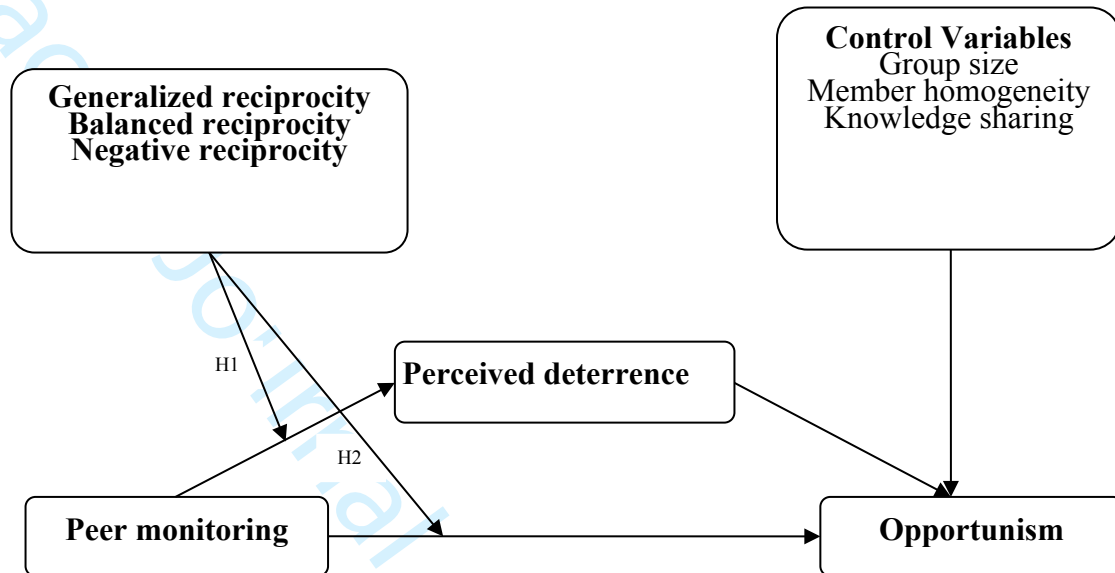 Control Variables
Group size
Member homogeneity
Knowledge sharing
Generalized reciprocity
Balanced reciprocity
Negative reciprocity
H1
Perceived deterrence
H2
Peer monitoring
Opportunism